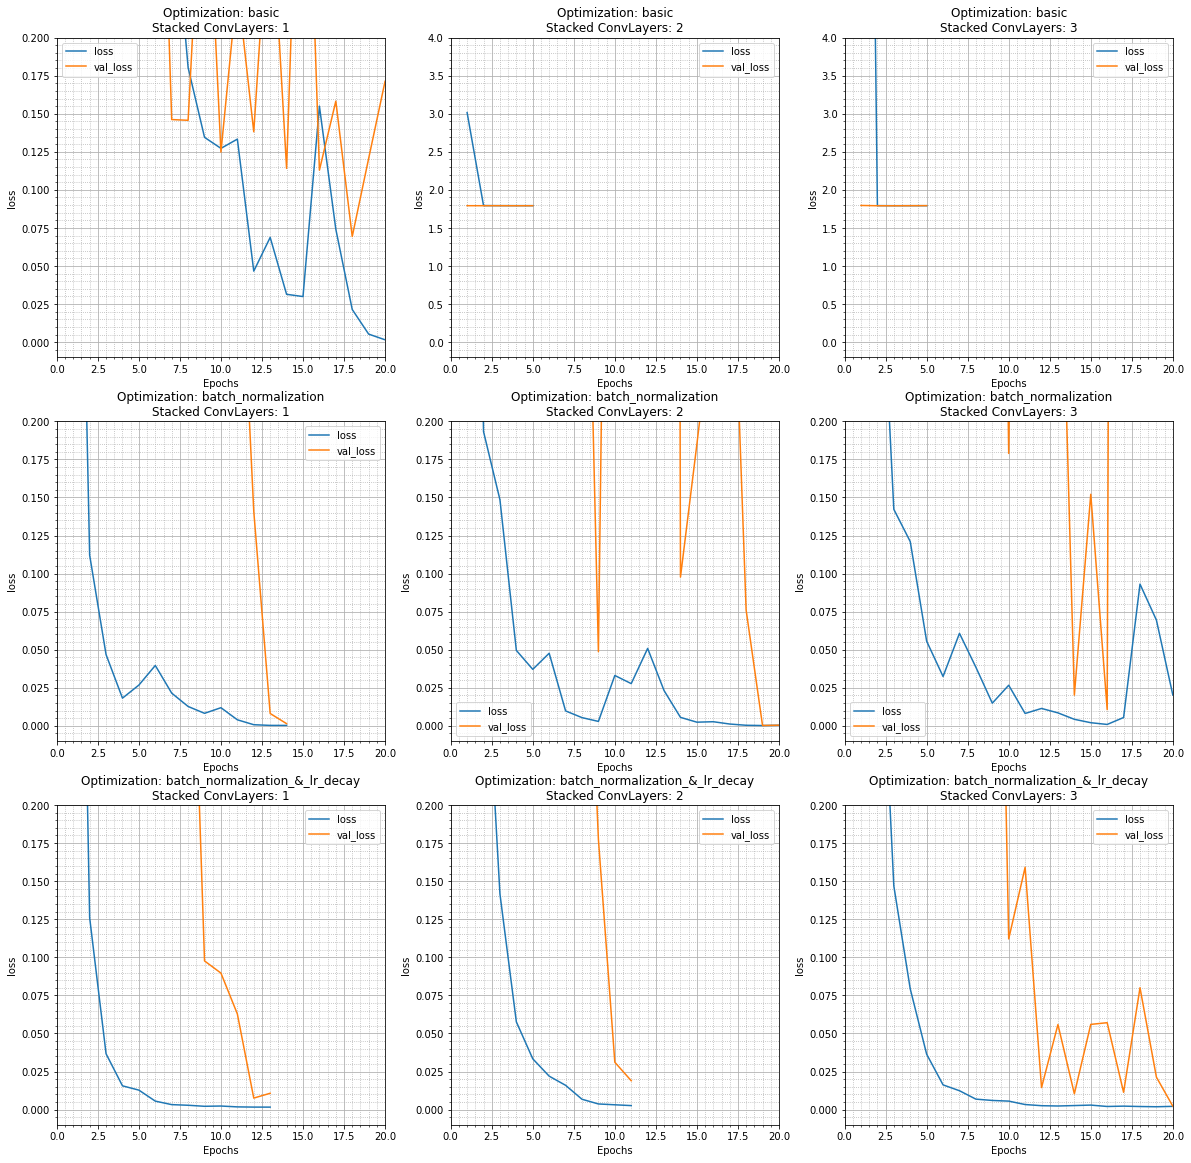 Optimization: basic
Stacked ConvLayers: 1
0.200
0.175
0.150
0.125
0.100
0.075
0.050
0.025
0.000
loss
loss
val_loss
0.0 2.5 5.0 7.5 10.0 12.5 15.0 17.5 20.0
Epochs
Optimization: basic
Stacked ConvLayers: 2
4.0
3.5
3.0
2.5
2.0
1.5
1.0
0.5
0.0
loss
loss
val_loss
0.0 2.5 5.0 7.5 10.0 12.5 15.0 17.5 20.0
Epochs
Optimization: basic
Stacked ConvLayers: 3
4.0
3.5
3.0
2.5
2.0
1.5
1.0
0.5
0.0
loss
loss
val_loss
0.0 2.5 5.0 7.5 10.0 12.5 15.0 17.5 20.0
Epochs
Optimization: batch_normalization
Stacked ConvLayers: 1
0.200
0.175
0.150
0.125
0.100
0.075
0.050
0.025
0.000
loss
loss
val_loss
0.0 2.5 5.0 7.5 10.0 12.5 15.0 17.5 20.0
Epochs
Optimization: batch_normalization
Stacked ConvLayers: 2
0.200
0.175
0.150
0.125
0.100
0.075
0.050
0.025
0.000
loss
loss
val_loss
0.0 2.5 5.0 7.5 10.0 12.5 15.0 17.5 20.0
Epochs
Optimization: batch_normalization
Stacked ConvLayers: 3
0.200
0.175
0.150
0.125
0.100
0.075
0.050
0.025
0.000
loss
loss
val_loss
0.0 2.5 5.0 7.5 10.0 12.5 15.0 17.5 20.0
Epochs
Optimization: batch_normalization_&_lr_decay
Stacked ConvLayers: 1
0.200
0.175
0.150
0.125
0.100
0.075
0.050
0.025
0.000
loss
loss
val_loss
0.0 2.5 5.0 7.5 10.0 12.5 15.0 17.5 20.0
Epochs
Optimization: batch_normalization_&_lr_decay
Stacked ConvLayers: 2
0.200
0.175
0.150
0.125
0.100
0.075
0.050
0.025
0.000
loss
loss
val_loss
0.0 2.5 5.0 7.5 10.0 12.5 15.0 17.5 20.0
Epochs
Optimization: batch_normalization_&_lr_decay
Stacked ConvLayers: 3
0.200
0.175
0.150
0.125
0.100
0.075
0.050
0.025
0.000
loss
loss
val_loss
0.0 2.5 5.0 7.5 10.0 12.5 15.0 17.5 20.0
Epochs